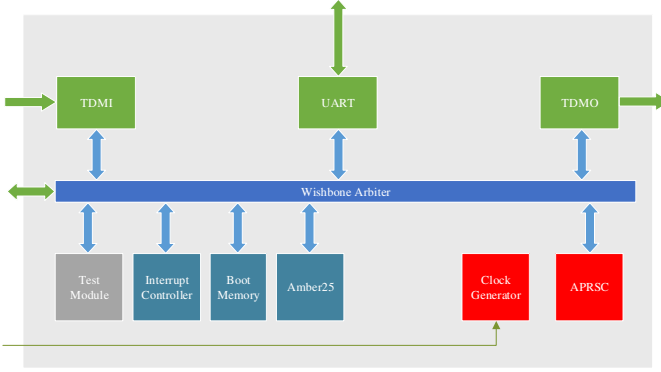 TDMI
UART
TDMO
Wishbone Arbiter
Test
Module
Interrupt
Controller
Boot
Memory
Amber25
Clock
Generator
APRSC